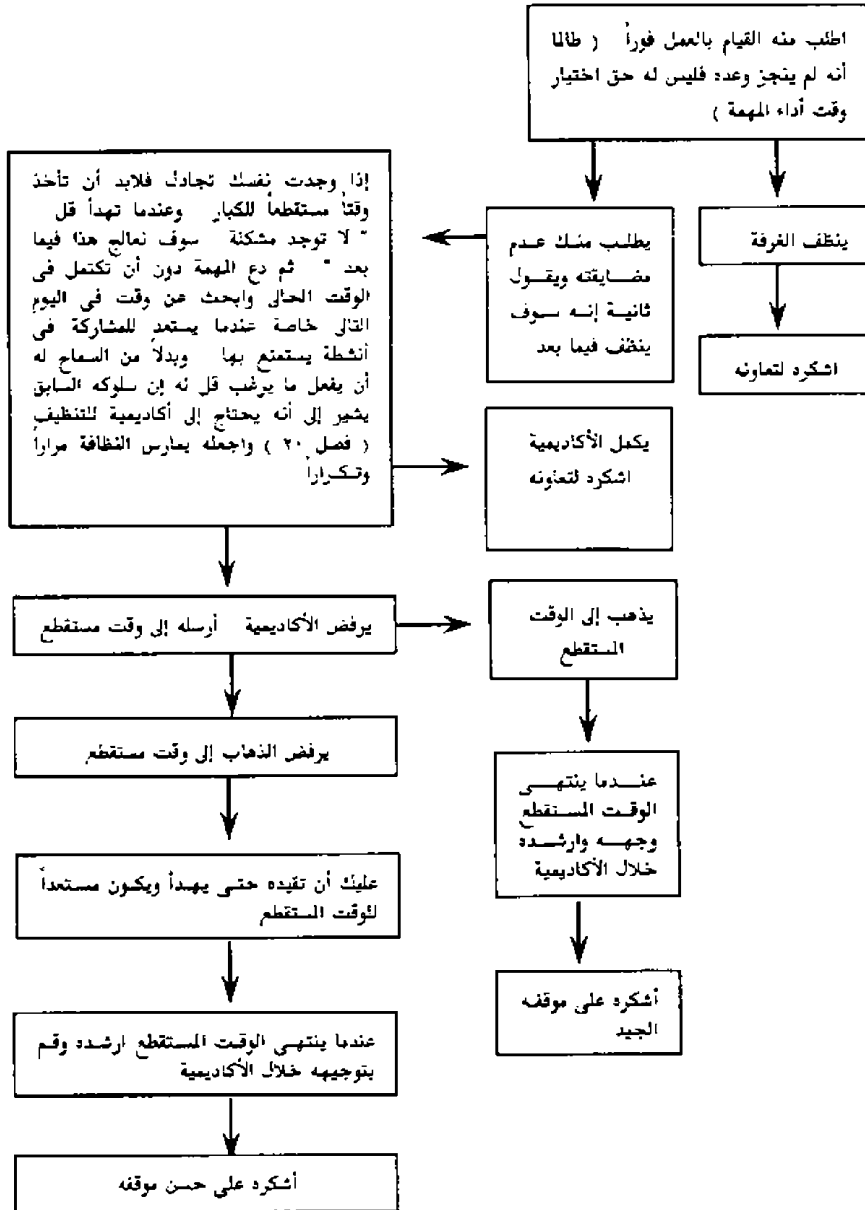 اطلب منه القيام بالعمل فوراً ( طالما
أنه لم ينجز وعده فليس له حق اختيار
وقت أداء المهمة )
ينظف الغرفة
اشكره لتعاونه
يطلب منك عدم
مضايقته ويقول
ثانية إنه سوف
ينظف فيما بعد
إذا وجدت نفسك تجادل فلابد أن تأخذ
وقتاً مستقطعاً للكبار وعندما تهدأ قل
" لا توجد مشكلة سوف نعالج هذا فيما
بعد " ثم دع المهمة دون أن تكتمل فى
الوقت الحالى وابحث عن وقت فى اليوم
التالى خاصة عندما يستعد للمشاركة فى
أنشطة يستمتع بها وبدلاً من السماح له
أن يفعل ما يرغب قل له إن سلوكه السابق
يشير إلى أنه يحتاج إلى أكاديمية للتنظيف
( فصل ٢٠ ) واجعله يمارس النظافة مراراً
وتكراراً
يكمل الأكاديمية
اشكره لتعاونه
يرفض الأكاديمية أرسله إلى وقت مستقطع
يذهب إلى الوقت
المستقطع
يرفض الذهاب إلى وقت مستقطع
عندما ينتهى
الوقت المستقطع
وجهه وارشده
خلال الأكاديمية
عليك أن تقيده حتى يهدأ ويكون مستعداً
للوقت المستقطع
أشكره على موقفه
الجيد
عندما ينتهى الوقت المستقطع ارشده وقم
بتوجيهه خلال الأكاديمية
أشكره على حسن موقفه